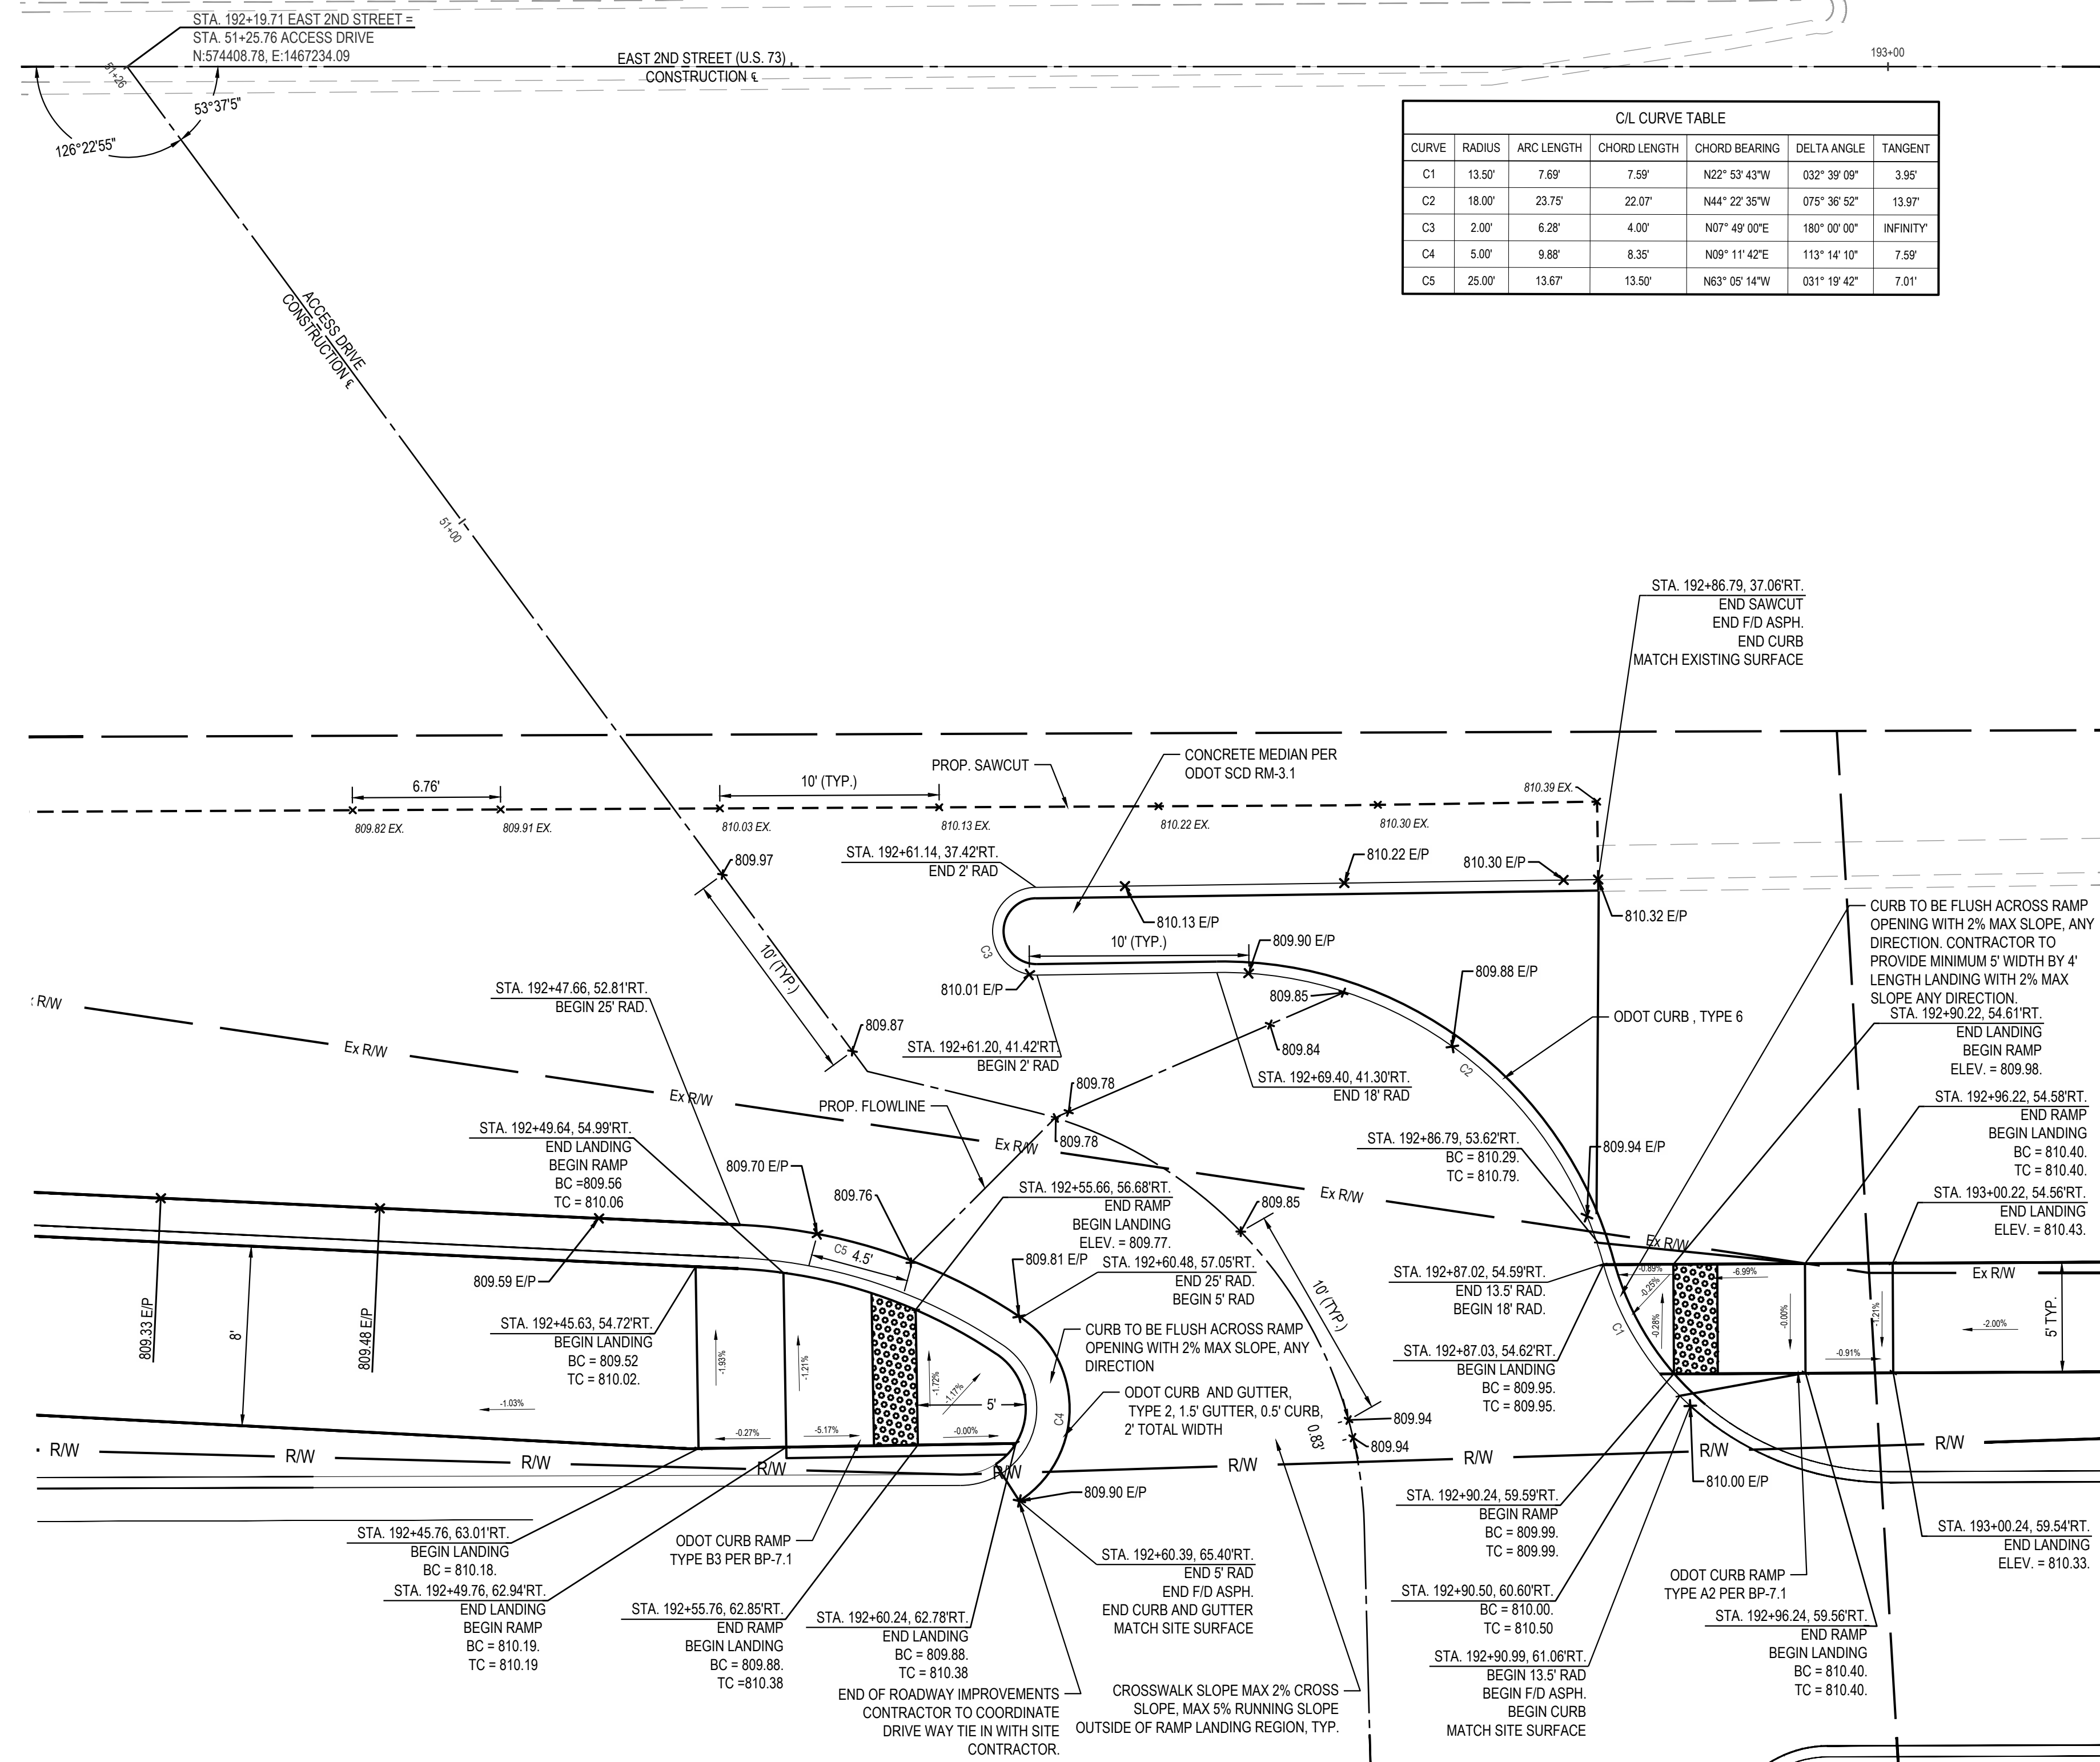 STA. 192+19.71 EAST 2ND STREET =
STA. 51+25.76 ACCESS DRIVE
N:574408.78, E:1467234.09
EAST 2ND STREET (U.S. 73)
CONSTRUCTION ℄
193+00
51+26
53°37'5"
126°22'55"
C/L CURVE TABLE
CURVE RADIUS ARC LENGTH CHORD LENGTH CHORD BEARING DELTA ANGLE TANGENT
C1 13.50' 7.69' 7.59' N22° 53' 43"W 032° 39' 09" 3.95'
C2 18.00' 23.75' 22.07' N44° 22' 35"W 075° 36' 52" 13.97'
C3 2.00' 6.28' 4.00' N07° 49' 00"E 180° 00' 00" INFINITY'
C4 5.00' 9.88' 8.35' N09° 11' 42"E 113° 14' 10" 7.59'
C5 25.00' 13.67' 13.50' N63° 05' 14"W 031° 19' 42" 7.01'
ACCESS DRIVE
CONSTRUCTION ℄
51+00
STA. 192+86.79, 37.06'RT.
END SAWCUT
END F/D ASPH.
END CURB
MATCH EXISTING SURFACE
PROP. SAWCUT
CONCRETE MEDIAN PER
ODOT SCD RM-3.1
6.76'
10' (TYP.)
810.39 EX.
809.82 EX.
809.91 EX.
810.03 EX.
810.13 EX.
810.22 EX.
810.30 EX.
809.97
STA. 192+61.14, 37.42'RT.
END 2' RAD
810.22 E/P
810.30 E/P
810.13 E/P
810.32 E/P
10' (TYP.)
10' (TYP.)
809.90 E/P
C3
810.01 E/P
809.85
809.88 E/P
CURB TO BE FLUSH ACROSS RAMP
OPENING WITH 2% MAX SLOPE, ANY
DIRECTION. CONTRACTOR TO
PROVIDE MINIMUM 5' WIDTH BY 4'
LENGTH LANDING WITH 2% MAX
SLOPE ANY DIRECTION.
STA. 192+90.22, 54.61'RT.
END LANDING
BEGIN RAMP
ELEV. = 809.98.
STA. 192+47.66, 52.81'RT.
BEGIN 25' RAD.
R/W
Ex R/W
809.87
STA. 192+61.20, 41.42'RT.
BEGIN 2' RAD
809.84
ODOT CURB , TYPE 6
C2
STA. 192+69.40, 41.30'RT.
END 18' RAD
809.78
PROP. FLOWLINE
Ex R/W
809.78
Ex R/W
STA. 192+96.22, 54.58'RT.
END RAMP
BEGIN LANDING
BC = 810.40.
TC = 810.40.
STA. 192+49.64, 54.99'RT.
END LANDING
BEGIN RAMP
BC =809.56
TC = 810.06
809.70 E/P
STA. 192+86.79, 53.62'RT.
BC = 810.29.
TC = 810.79.
809.94 E/P
809.76
STA. 192+55.66, 56.68'RT.
END RAMP
BEGIN LANDING
ELEV. = 809.77.
809.85
Ex R/W
STA. 193+00.22, 54.56'RT.
END LANDING
ELEV. = 810.43.
Ex R/W
Ex R/W
809.33 E/P
809.48 E/P
8'
809.59 E/P
C5 4.5'
809.81 E/P
STA. 192+60.48, 57.05'RT.
END 25' RAD.
BEGIN 5' RAD
STA. 192+87.02, 54.59'RT.
END 13.5' RAD.
BEGIN 18' RAD.
STA. 192+45.63, 54.72'RT.
BEGIN LANDING
BC = 809.52
TC = 810.02.
CURB TO BE FLUSH ACROSS RAMP
OPENING WITH 2% MAX SLOPE, ANY
DIRECTION
10' (TYP.)
STA. 192+87.03, 54.62'RT.
BEGIN LANDING
BC = 809.95.
TC = 809.95.
C1
-0.89%
-6.99%
-0.25%
-0.28%
-0.00%
-1.21%
-0.91%
-2.00%
5' TYP.
-1.93%
-1.21%
-1.72%
-1.17%
-1.03%
-0.27%
-5.17%
-0.00%
5'
C4
ODOT CURB AND GUTTER,
TYPE 2, 1.5' GUTTER, 0.5' CURB,
2' TOTAL WIDTH
809.94
0.83'
809.94
R/W
R/W
R/W
R/W
R/W
R/W
R/W
R/W
R/W
809.90 E/P
810.00 E/P
STA. 192+90.24, 59.59'RT.
BEGIN RAMP
BC = 809.99.
TC = 809.99.
STA. 193+00.24, 59.54'RT.
END LANDING
ELEV. = 810.33.
STA. 192+45.76, 63.01'RT.
BEGIN LANDING
BC = 810.18.
ODOT CURB RAMP
TYPE B3 PER BP-7.1
STA. 192+60.39, 65.40'RT.
END 5' RAD
END F/D ASPH.
END CURB AND GUTTER
MATCH SITE SURFACE
STA. 192+49.76, 62.94'RT.
END LANDING
BEGIN RAMP
BC = 810.19.
TC = 810.19
STA. 192+55.76, 62.85'RT.
END RAMP
BEGIN LANDING
BC = 809.88.
TC =810.38
STA. 192+60.24, 62.78'RT.
END LANDING
BC = 809.88.
TC = 810.38
STA. 192+90.50, 60.60'RT.
BC = 810.00.
TC = 810.50
ODOT CURB RAMP
TYPE A2 PER BP-7.1
STA. 192+96.24, 59.56'RT.
END RAMP
BEGIN LANDING
BC = 810.40.
TC = 810.40.
STA. 192+90.99, 61.06'RT.
BEGIN 13.5' RAD
BEGIN F/D ASPH.
BEGIN CURB
MATCH SITE SURFACE
END OF ROADWAY IMPROVEMENTS
CONTRACTOR TO COORDINATE
DRIVE WAY TIE IN WITH SITE
CONTRACTOR.
CROSSWALK SLOPE MAX 2% CROSS
SLOPE, MAX 5% RUNNING SLOPE
OUTSIDE OF RAMP LANDING REGION, TYP.